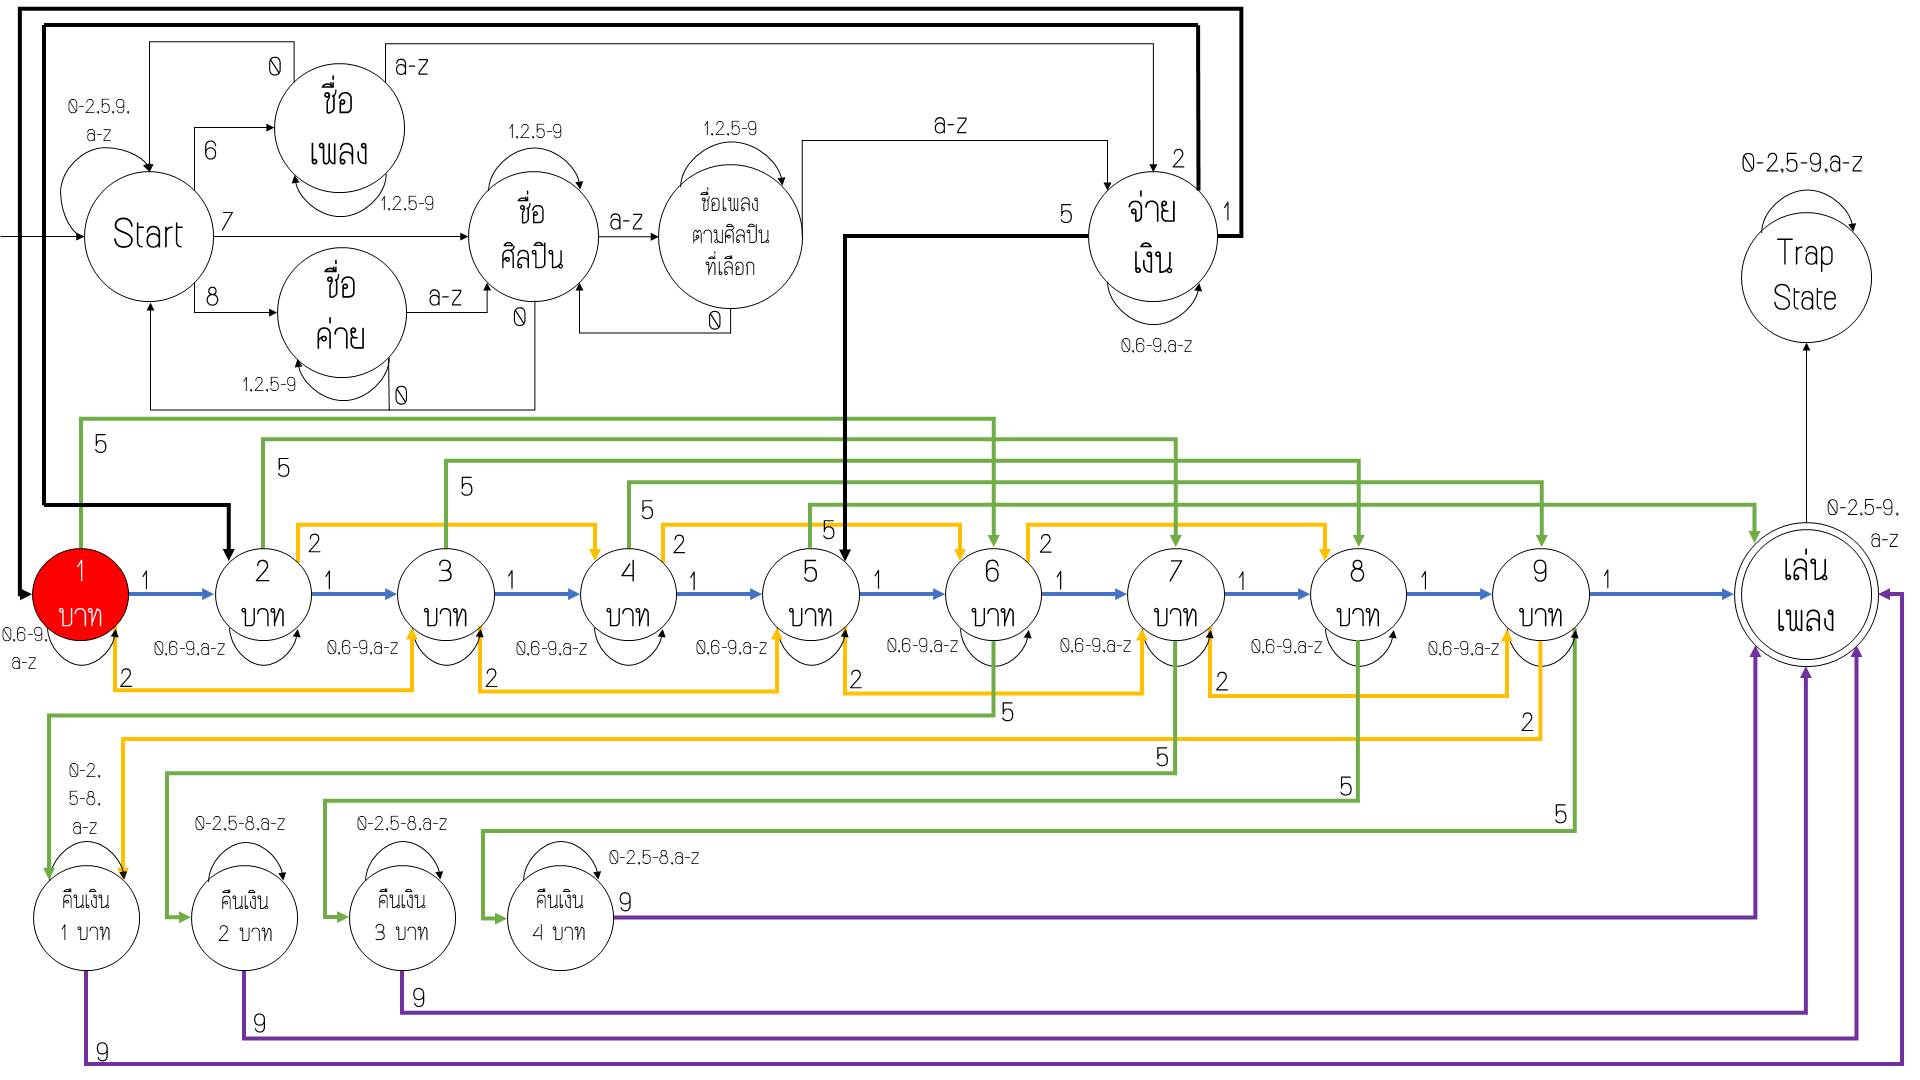 0
a-z
ชื่อ
เพลง
0-2,5,9,
a-z
6
1,2,5-9
Start
7
8
1,2,5-9
ชื่อ
ศิลปิน
a-z
1,2,5-9
ชื่อเพลง
ตามศิลปิน
ที่เลือก
a-z
2
1
5
จ่าย
เงิน
0,6-9,a-z
ชื่อ
ค่าย
a-z
0
0
1,2,5-9
0
0-2,5-9,a-z
Trap
State
5
5
5
5
5
0-2,5-9,
a-z
2
2
2
1
บาท
1
2
บาท
1
3
บาท
1
4
บาท
1
5
บาท
1
6
บาท
1
7
บาท
1
8
บาท
1
9
บาท
1
เล่น
เพลง
0,6-9,
a-z
0,6-9,a-z
0,6-9,a-z
0,6-9,a-z
0,6-9,a-z
0,6-9,a-z
0,6-9,a-z
0,6-9,a-z
0,6-9,a-z
2
2
2
2
5
2
5
5
5
0-2,
5-8,
a-z
0-2,5-8,a-z
0-2,5-8,a-z
0-2,5-8,a-z
คืนเงิน
1 บาท
คืนเงิน
2 บาท
คืนเงิน
3 บาท
คืนเงิน
4 บาท
9
9
9
9